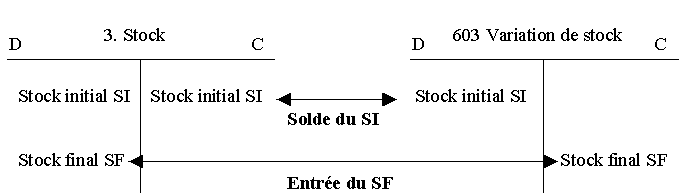 3. Stock
603 Variation de stock
D C D C
Stock initial SI Stock initial SI Stock initial SI
Solde du SI
Stock final SF Stock final SF
Entrée du SF